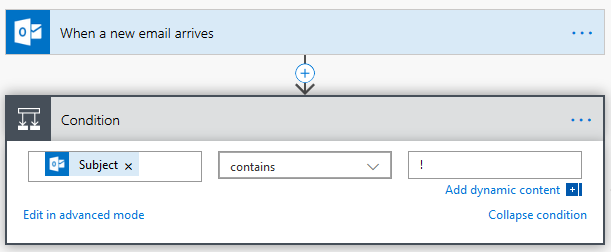 When a new email arrives
Condition
Subject × contains !
Add dynamic content
Edit in advanced mode Collapse condition